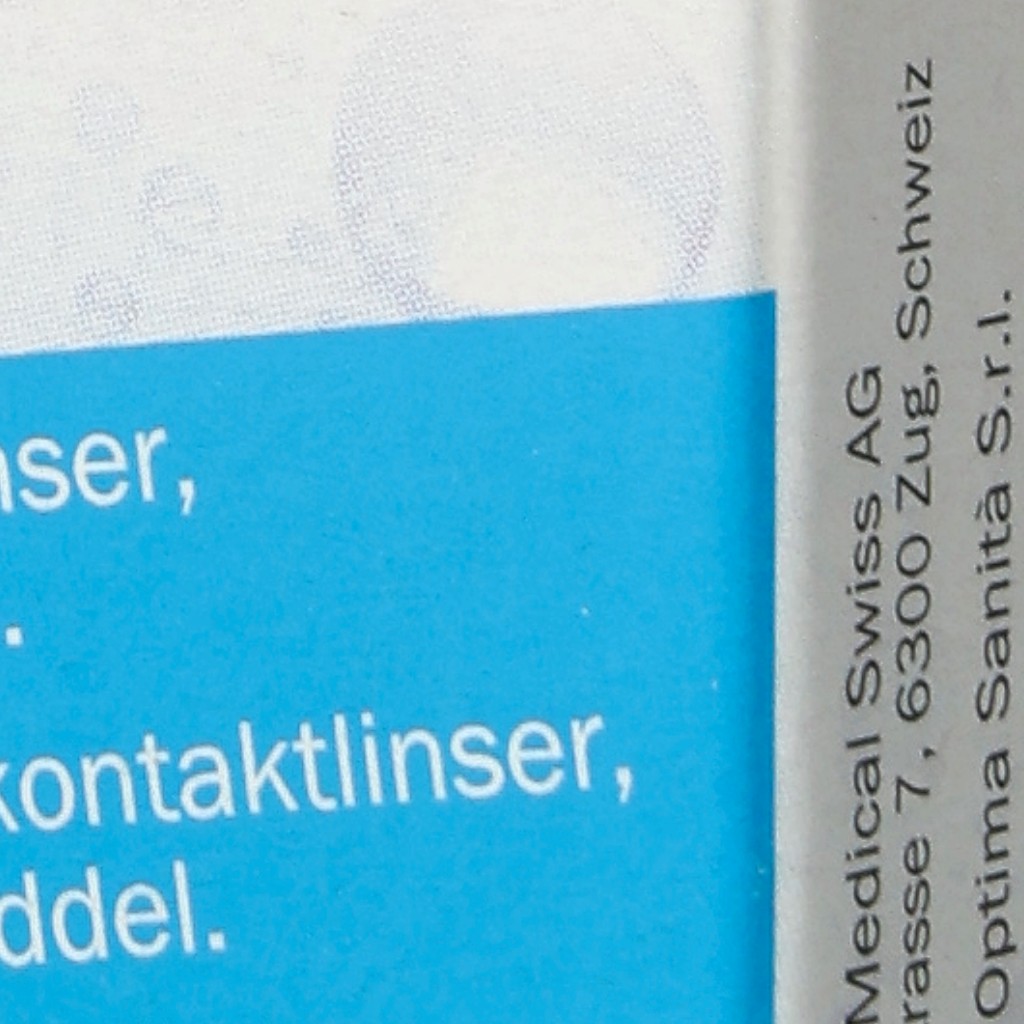 nser,
.
kontaktlinser,
ddel.
Medical Swiss AG
rasse 7, 6300 Zug, Schweiz
Optima Sanità S.r.l.